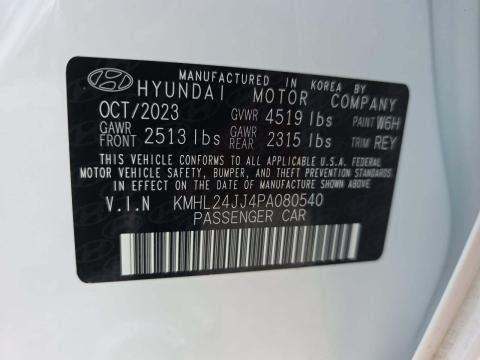 MANUFACTURED IN KOREA BY
HYUNDAI MOTOR COMPANY
OCT/2023 GVWR 4519 lbs PAINT W6H
GAWR FRONT 2513 lbs GAWR REAR 2315 lbs TRIM REY
THIS VEHICLE CONFORMS TO ALL APPLICABLE U.S.A. FEDERAL
MOTOR VEHICLE SAFETY, BUMPER, AND THEFT PREVENTION STANDARDS
IN EFFECT ON THE DATE OF MANUFACTURE SHOWN ABOVE.
V.I.N KMHL24JJ4PA080540
PASSENGER CAR